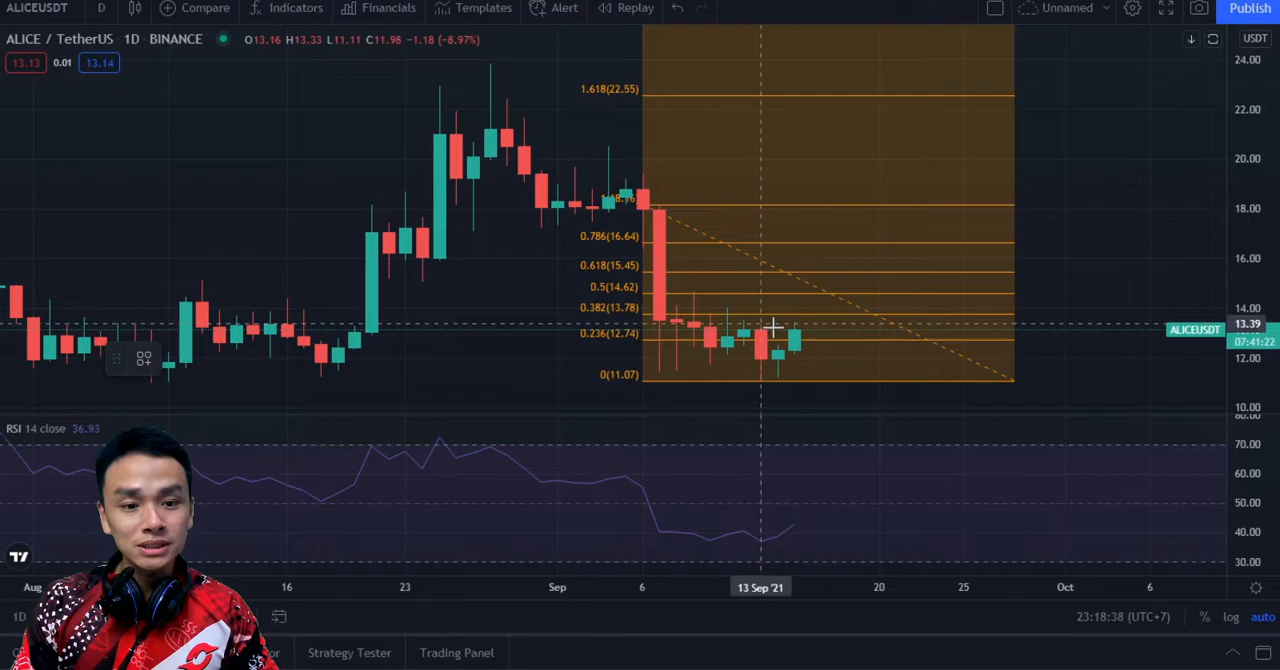 ALICEUSDT D Compare Indicators Financials Templates Alert Replay Unnamed Publish
ALICE / TetherUS · 1D · BINANCE O13.16 H13.33 L11.11 C11.98 −1.18 (−8.97%) USDT
13.13 0.01 13.14
24.00
1.618(22.55)
22.00
20.00
18.00
0.786(16.64)
16.00
0.618(15.45)
0.5(14.62)
0.382(13.78)
14.00
13.39
ALICEUSDT
0.236(12.74)
07:41:22
12.00
0(11.07)
10.00
80.00
RSI 14 close 36.93
70.00
60.00
50.00
40.00
30.00
Aug 16 23 Sep 6 13 Sep '21 20 25 Oct 6
1D 23:18:38 (UTC+7) % log auto
Strategy Tester Trading Panel